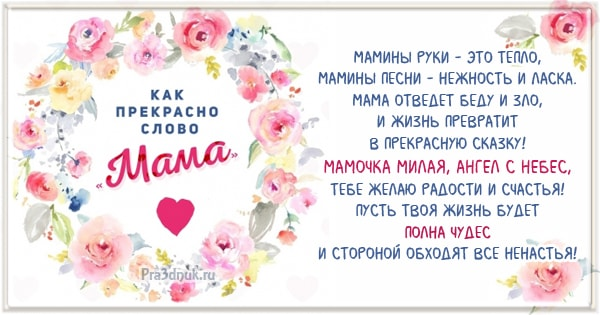 КАК
ПРЕКРАСНО
СЛОВО
«Мама»
Pra3dnuk.ru
МАМИНЫ РУКИ - ЭТО ТЕПЛО,
МАМИНЫ ПЕСНИ - НЕЖНОСТЬ И ЛАСКА.
МАМА ОТВЕДЕТ БЕДУ И ЗЛО,
И ЖИЗНЬ ПРЕВРАТИТ
В ПРЕКРАСНУЮ СКАЗКУ!
МАМОЧКА МИЛАЯ, АНГЕЛ С НЕБЕС,
ТЕБЕ ЖЕЛАЮ РАДОСТИ И СЧАСТЬЯ!
ПУСТЬ ТВОЯ ЖИЗНЬ БУДЕТ
ПОЛНА ЧУДЕС
И СТОРОНОЙ ОБХОДЯТ ВСЕ НЕНАСТЬЯ!